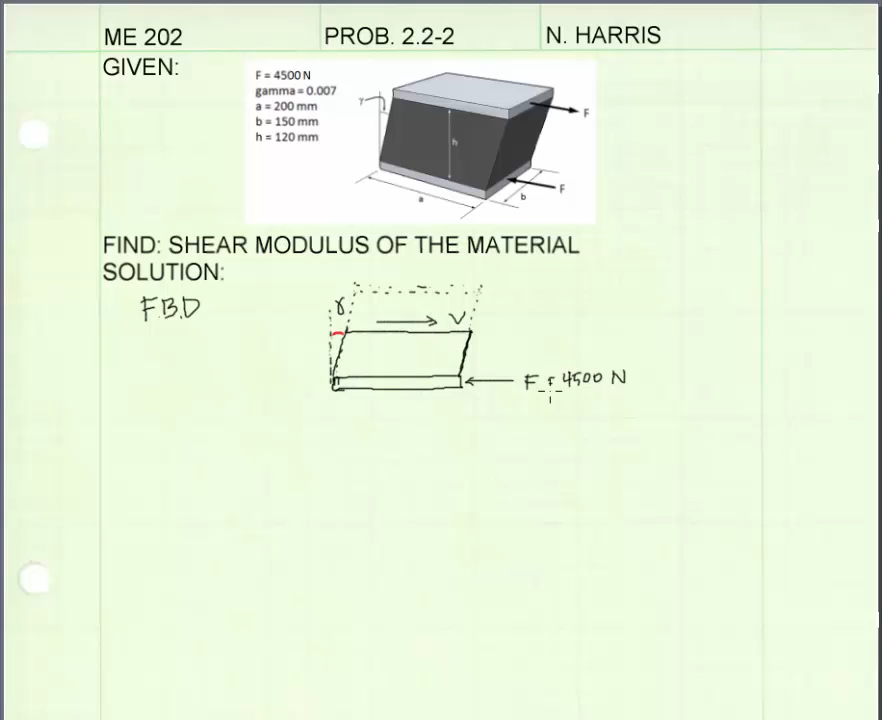 ME 202 PROB. 2.2-2 N. HARRIS
GIVEN:
F = 4500 N
gamma = 0.007
a = 200 mm
b = 150 mm
h = 120 mm
γ
F
h
F
a
b
FIND: SHEAR MODULUS OF THE MATERIAL
SOLUTION:
F.B.D
γ
V
F = 4500 N